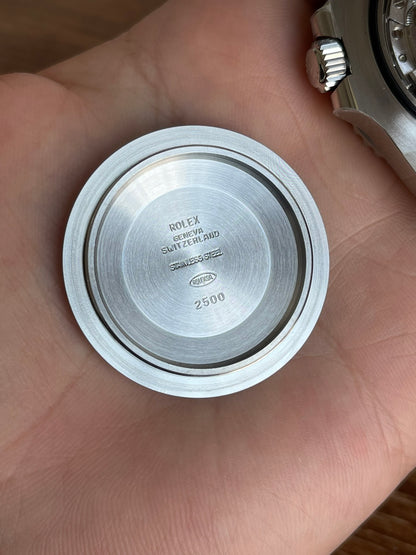 ROLEX
GENEVA
SWITZERLAND
STAINLESS STEEL
2500